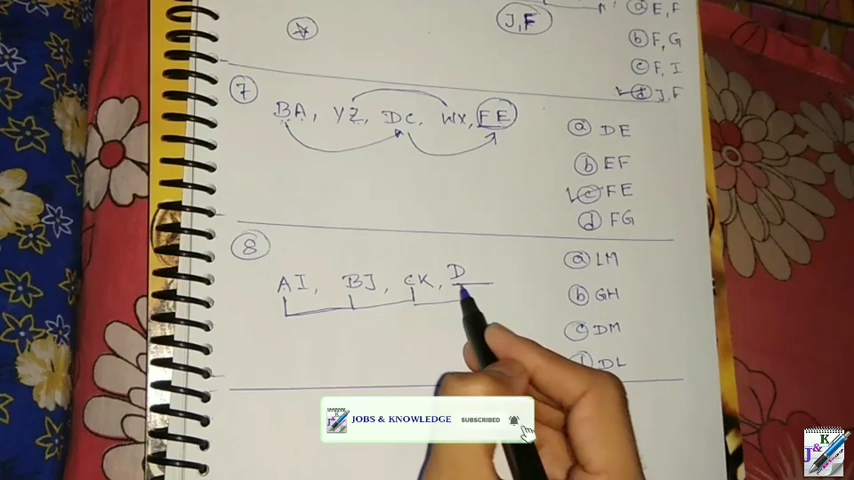 J, F
a E, F
b F, G
c F, I
d J, F
7
BA, YZ, DC, WX, FE
a DE
b EF
c FE
d FG
8
AI, BJ, CK, D
a LM
b GH
c DM
d DL
JOBS & KNOWLEDGE SUBSCRIBED
J & K